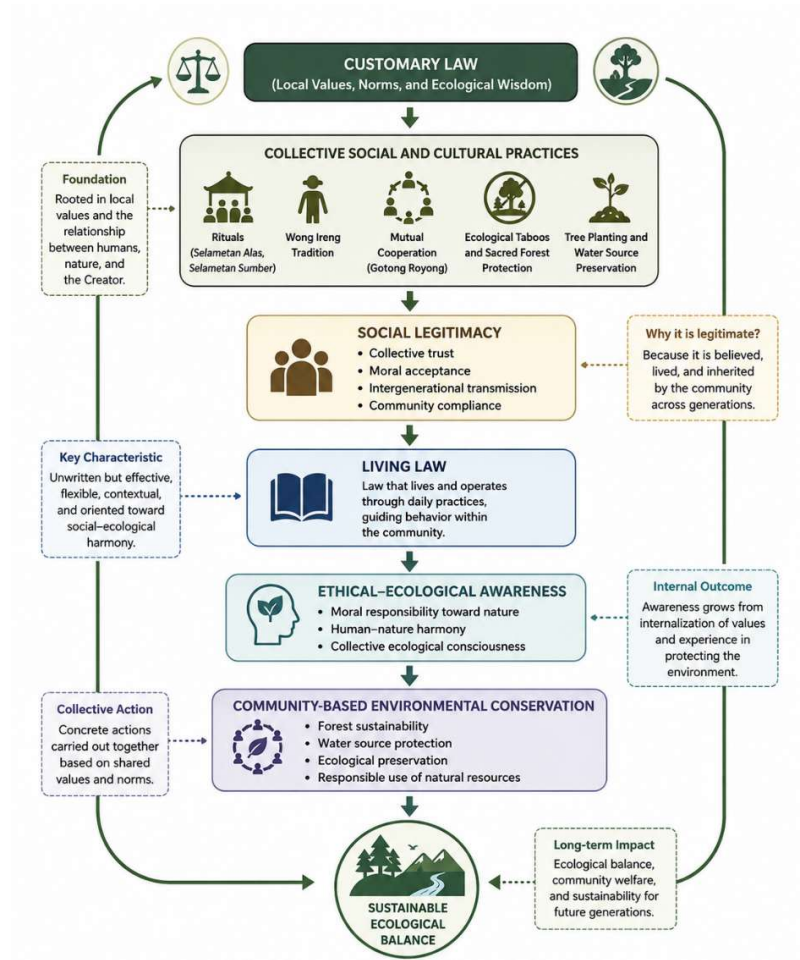 CUSTOMARY LAW
(Local Values, Norms, and Ecological Wisdom)
COLLECTIVE SOCIAL AND CULTURAL PRACTICES
Rituals
(Selametan Alas,
Selametan Sumber)
Wong Ireng
Tradition
Mutual
Cooperation
(Gotong Royong)
Ecological Taboos
and Sacred Forest
Protection
Tree Planting and
Water Source
Preservation
Foundation
Rooted in local
values and the
relationship
between humans,
nature, and
the Creator.
SOCIAL LEGITIMACY
• Collective trust
• Moral acceptance
• Intergenerational transmission
• Community compliance
Why it is legitimate?
Because it is believed,
lived, and inherited
by the community
across generations.
Key Characteristic
Unwritten but effective,
flexible, contextual,
and oriented toward
social–ecological
harmony.
LIVING LAW
Law that lives and operates
through daily practices,
guiding behavior within
the community.
ETHICAL–ECOLOGICAL AWARENESS
• Moral responsibility toward nature
• Human–nature harmony
• Collective ecological consciousness
Internal Outcome
Awareness grows from
internalization of values
and experience in
protecting the
environment.
Collective Action
Concrete actions
carried out together
based on shared
values and norms.
COMMUNITY-BASED ENVIRONMENTAL CONSERVATION
• Forest sustainability
• Water source protection
• Ecological preservation
• Responsible use of natural resources
SUSTAINABLE
ECOLOGICAL
BALANCE
Long-term Impact
Ecological balance,
community welfare,
and sustainability for
future generations.